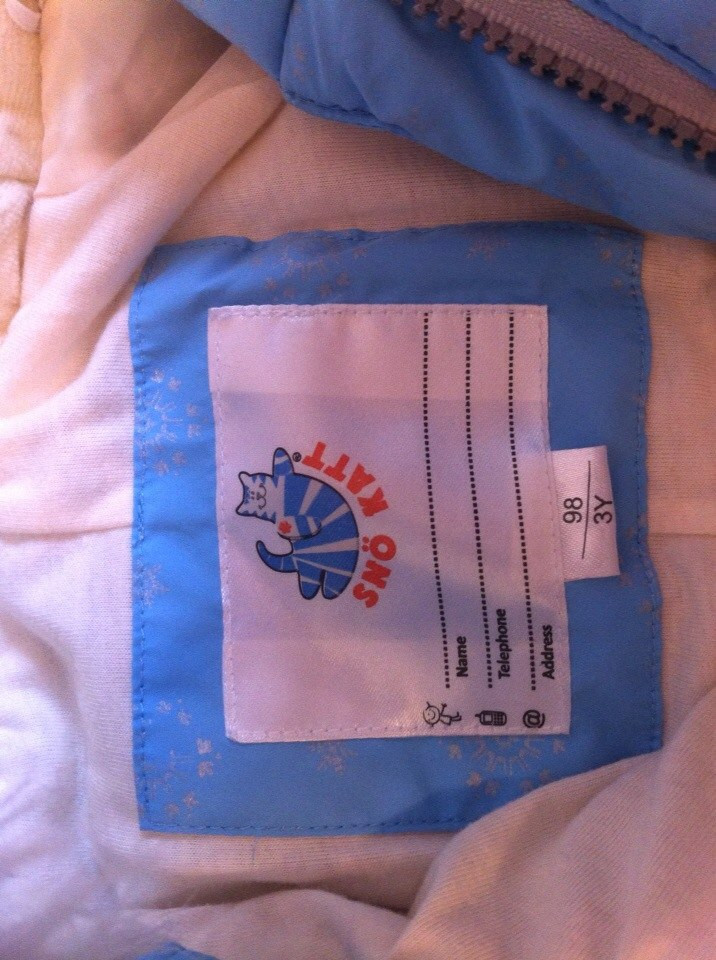 SNÖ KATT®
Name
Telephone
@ Address
98
3Y